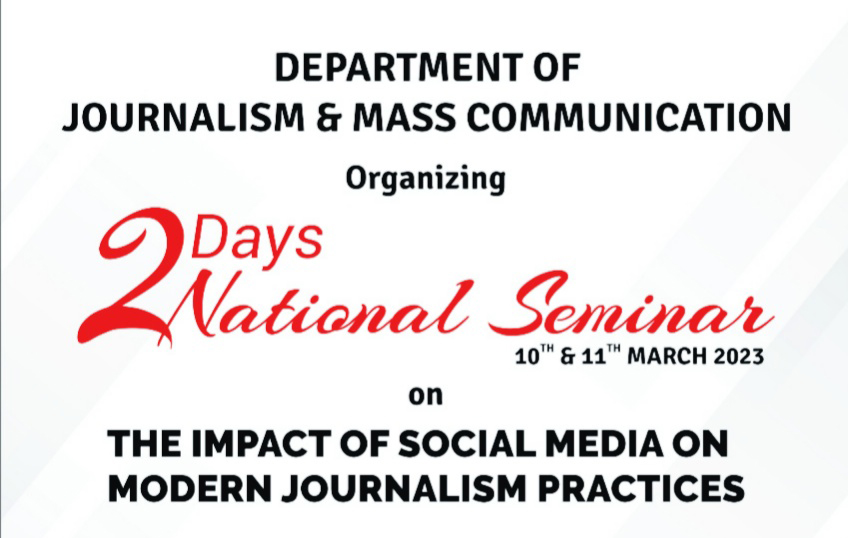 DEPARTMENT OF
JOURNALISM & MASS COMMUNICATION
Organizing
2 Days
National Seminar
10TH & 11TH MARCH 2023
on
THE IMPACT OF SOCIAL MEDIA ON
MODERN JOURNALISM PRACTICES